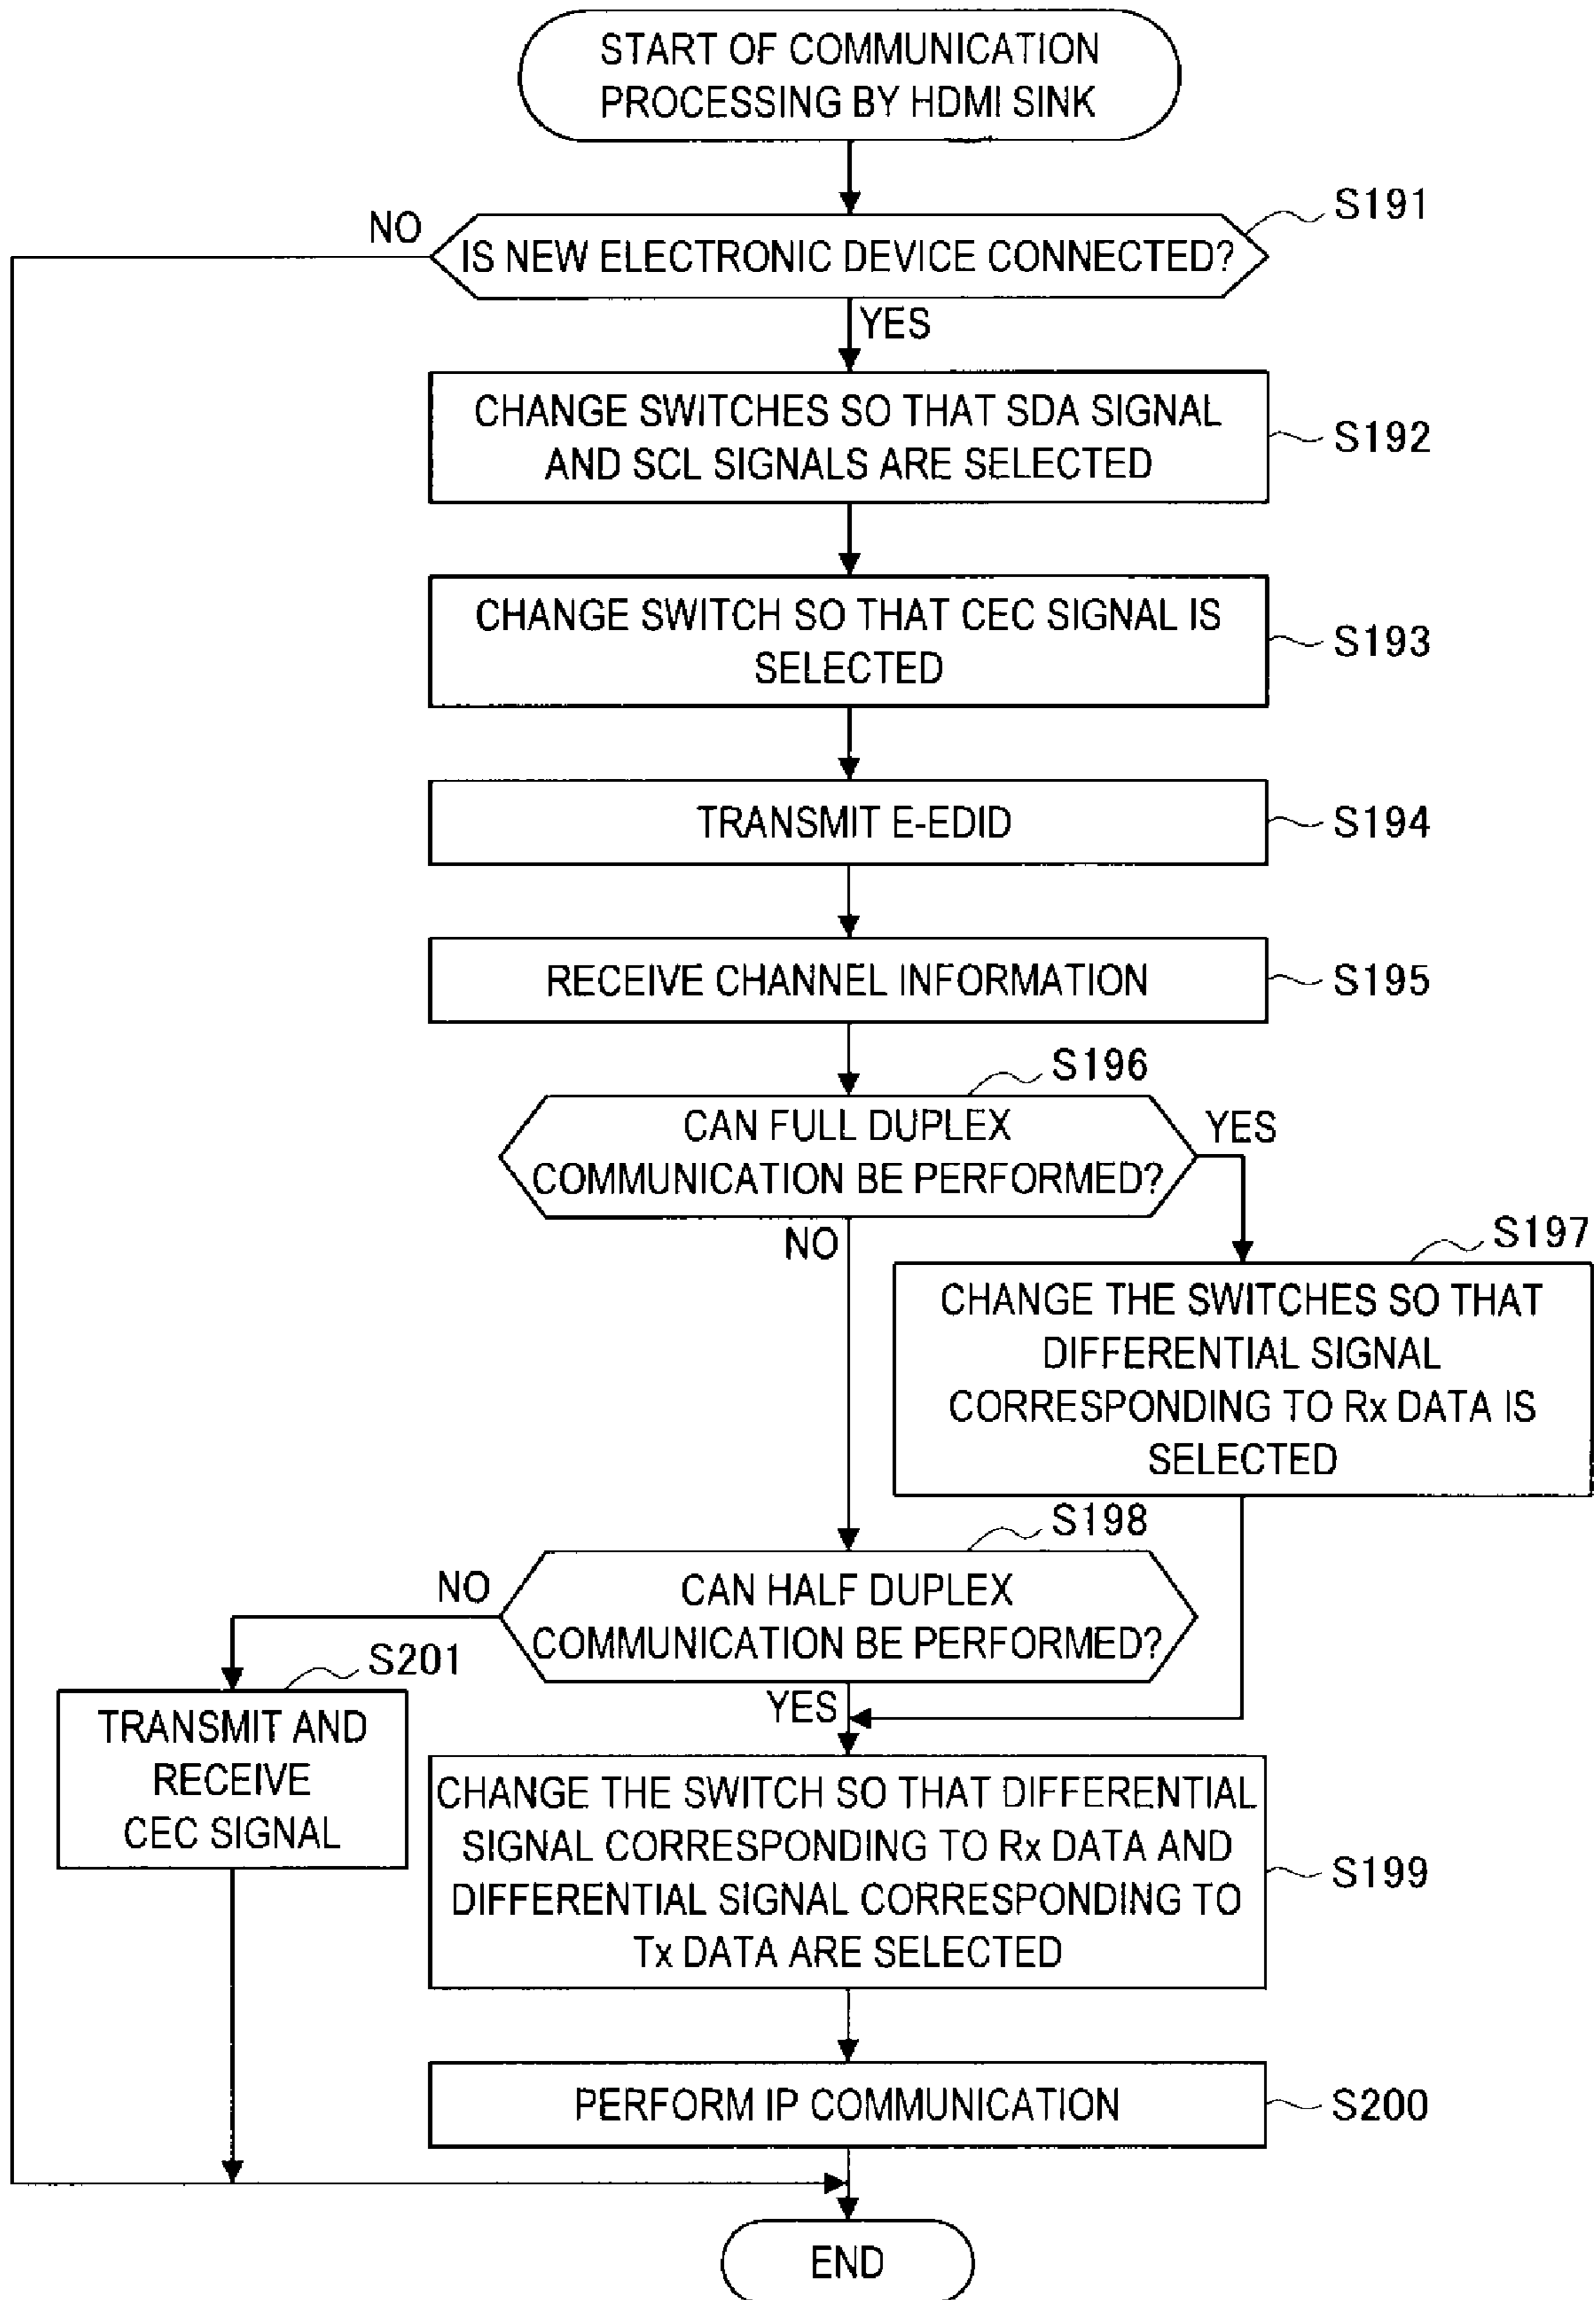 START OF COMMUNICATION
PROCESSING BY HDMI SINK
S191
NO
IS NEW ELECTRONIC DEVICE CONNECTED?
YES
CHANGE SWITCHES SO THAT SDA SIGNAL
AND SCL SIGNALS ARE SELECTED
S192
CHANGE SWITCH SO THAT CEC SIGNAL IS
SELECTED
S193
TRANSMIT E-EDID
S194
RECEIVE CHANNEL INFORMATION
S195
S196
CAN FULL DUPLEX
COMMUNICATION BE PERFORMED?
YES
NO
S197
CHANGE THE SWITCHES SO THAT
DIFFERENTIAL SIGNAL
CORRESPONDING TO Rx DATA IS
SELECTED
S198
NO
CAN HALF DUPLEX
COMMUNICATION BE PERFORMED?
S201
YES
TRANSMIT AND
RECEIVE
CEC SIGNAL
CHANGE THE SWITCH SO THAT DIFFERENTIAL
SIGNAL CORRESPONDING TO Rx DATA AND
DIFFERENTIAL SIGNAL CORRESPONDING TO
Tx DATA ARE SELECTED
S199
PERFORM IP COMMUNICATION
S200
END